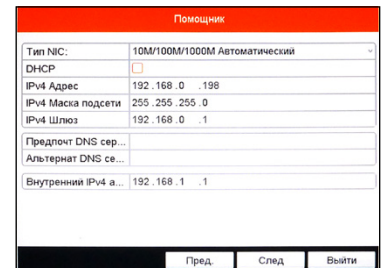 Помощник
Тип NIC: 10M/100M/1000M Автоматический
DHCP
IPv4 Адрес 192.168.0 .198
IPv4 Маска подсети 255.255.255.0
IPv4 Шлюз 192.168.0 .1
Предпочт DNS сер...
Альтернат DNS се...
Внутренний IPv4 а... 192.168.1 .1
Пред. След Выйти